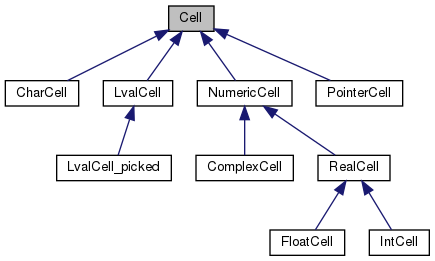 Cell
CharCell
LvalCell
NumericCell
PointerCell
LvalCell_picked
ComplexCell
RealCell
FloatCell
IntCell